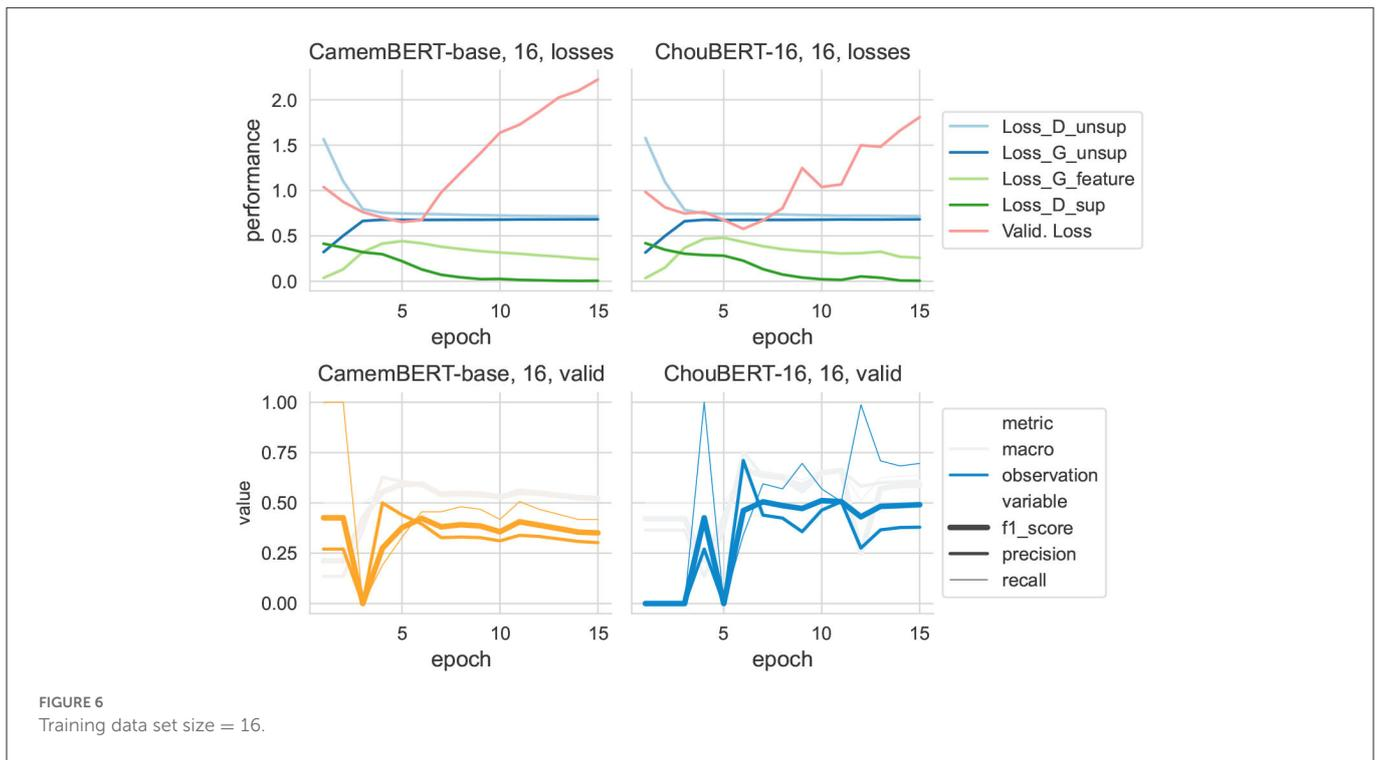 CamemBERT-base, 16, losses
ChouBERT-16, 16, losses
performance
2.0
1.5
1.0
0.5
0.0
5
10
15
epoch
5
10
15
epoch
Loss_D_unsup
Loss_G_unsup
Loss_G_feature
Loss_D_sup
Valid. Loss
CamemBERT-base, 16, valid
ChouBERT-16, 16, valid
value
1.00
0.75
0.50
0.25
0.00
5
10
15
epoch
5
10
15
epoch
metric
macro
observation
variable
f1_score
precision
recall
FIGURE 6
Training data set size = 16.